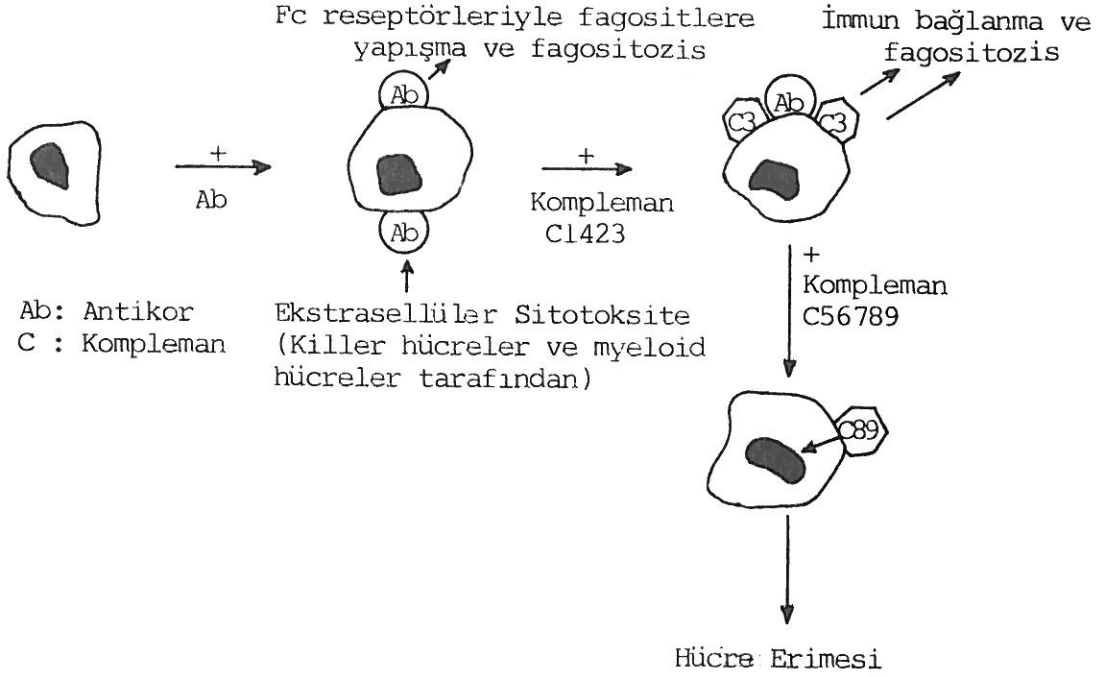 Fc reseptörleriyle fagositlere
yapışma ve fagositozis
İmmun bağlanma ve
fagositozis
Ab
Ab
C3
Ab
C3
+
Ab
+
Kompleman
C1423
+
Kompleman
C56789
Ab: Antikor
C : Kompleman
Ekstrasellüler Sitotoksite
(Killer hücreler ve myeloid
hücreler tarafından)
C89
Hücre Erimesi